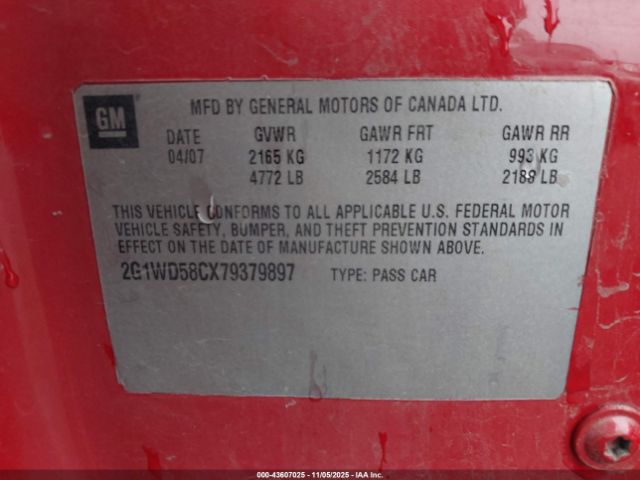 GM
MFD BY GENERAL MOTORS OF CANADA LTD.
DATE GVWR GAWR FRT GAWR RR
04/07 2165 KG 1172 KG 993 KG
4772 LB 2584 LB 2188 LB
THIS VEHICLE CONFORMS TO ALL APPLICABLE U.S. FEDERAL MOTOR
VEHICLE SAFETY, BUMPER, AND THEFT PREVENTION STANDARDS IN
EFFECT ON THE DATE OF MANUFACTURE SHOWN ABOVE.
2G1WD58CX79379897 TYPE: PASS CAR
000-43607025 - 11/05/2025 - IAA Inc.